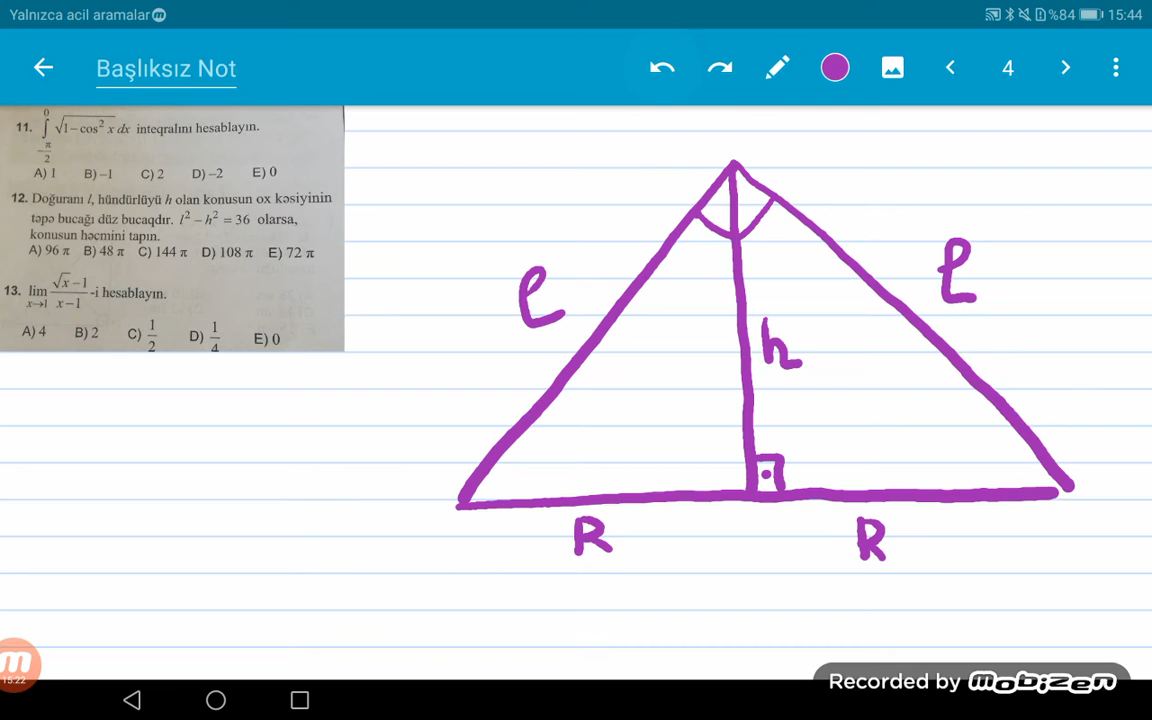 Yalnızca acil aramalar m %84 15:44
Başlıksız Not 4
11. ∫ 0 -π/2 √1-cos² x dx inteqralını hesablayın.
A) 1 B) -1 C) 2 D) -2 E) 0
12. Doğuranı l, hündürlüyü h olan konusun ox kəsiyinin
təpə bucağı düz bucaqdır. l² - h² = 36 olarsa,
konusun həcmini tapın.
A) 96 π B) 48 π C) 144 π D) 108 π E) 72 π
13. lim x→1 √x-1/x-1 -i hesablayın.
A) 4 B) 2 C) 1/2 D) 1/4 E) 0
ℓ ℓ
h
R R
m
15:22
Recorded by mobizen